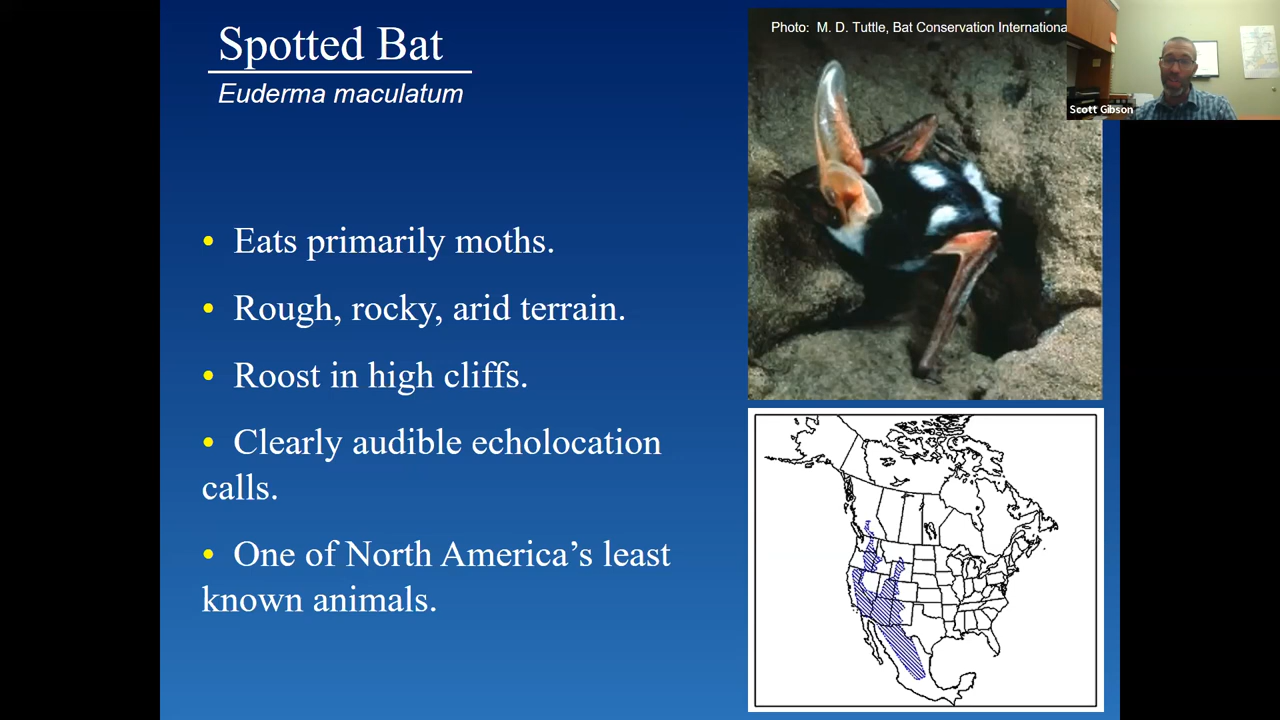 Spotted Bat
Euderma maculatum
Photo: M. D. Tuttle, Bat Conservation Internationa
Scott Gibson
• Eats primarily moths.
• Rough, rocky, arid terrain.
• Roost in high cliffs.
• Clearly audible echolocation
calls.
• One of North America’s least
known animals.